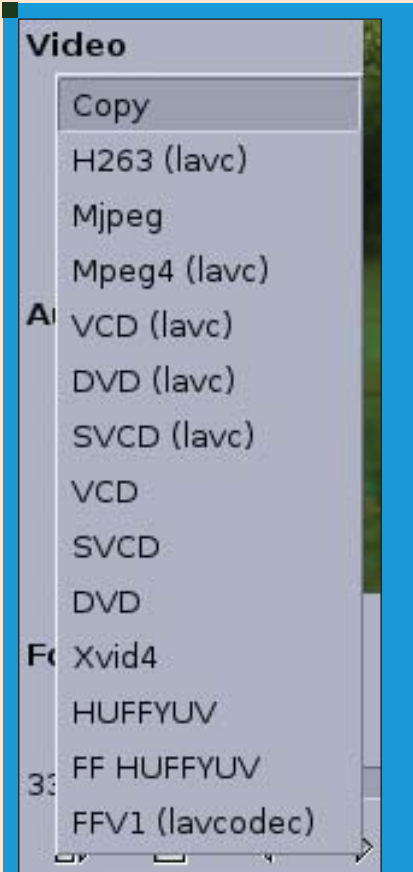 Video
Copy
H263 (lavc)
Mjpeg
Mpeg4 (lavc)
VCD (lavc)
DVD (lavc)
SVCD (lavc)
VCD
SVCD
DVD
Xvid4
HUFFYUV
FF HUFFYUV
FFV1 (lavcodec)